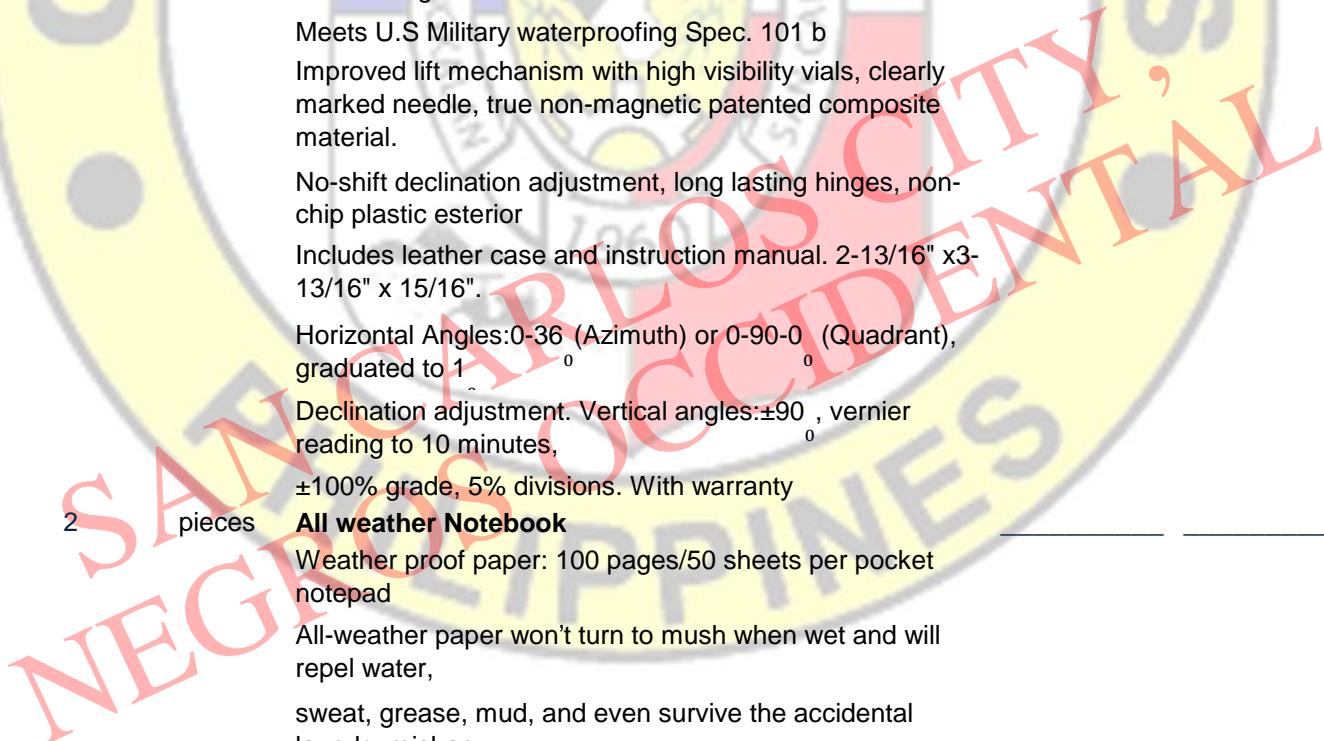 Meets U.S Military waterproofing Spec. 101 b
Improved lift mechanism with high visibility vials, clearly
marked needle, true non-magnetic patented composite
material.
No-shift declination adjustment, long lasting hinges, non-
chip plastic esterior
Includes leather case and instruction manual. 2-13/16" x3-
13/16" x 15/16".
Horizontal Angles:0-36 0 (Azimuth) or 0-90-0 0 (Quadrant),
graduated to 1
Declination adjustment. Vertical angles:±90 0, vernier
reading to 10 minutes,
±100% grade, 5% divisions. With warranty
2 pieces All weather Notebook __________ _________
Weather proof paper: 100 pages/50 sheets per pocket
notepad
All-weather paper won't turn to mush when wet and will
repel water,
sweat, grease, mud, and even survive the accidental
SAN CARLOS CITY,
NEGROS OCCIDENTAL
1960
PHILIPPINES